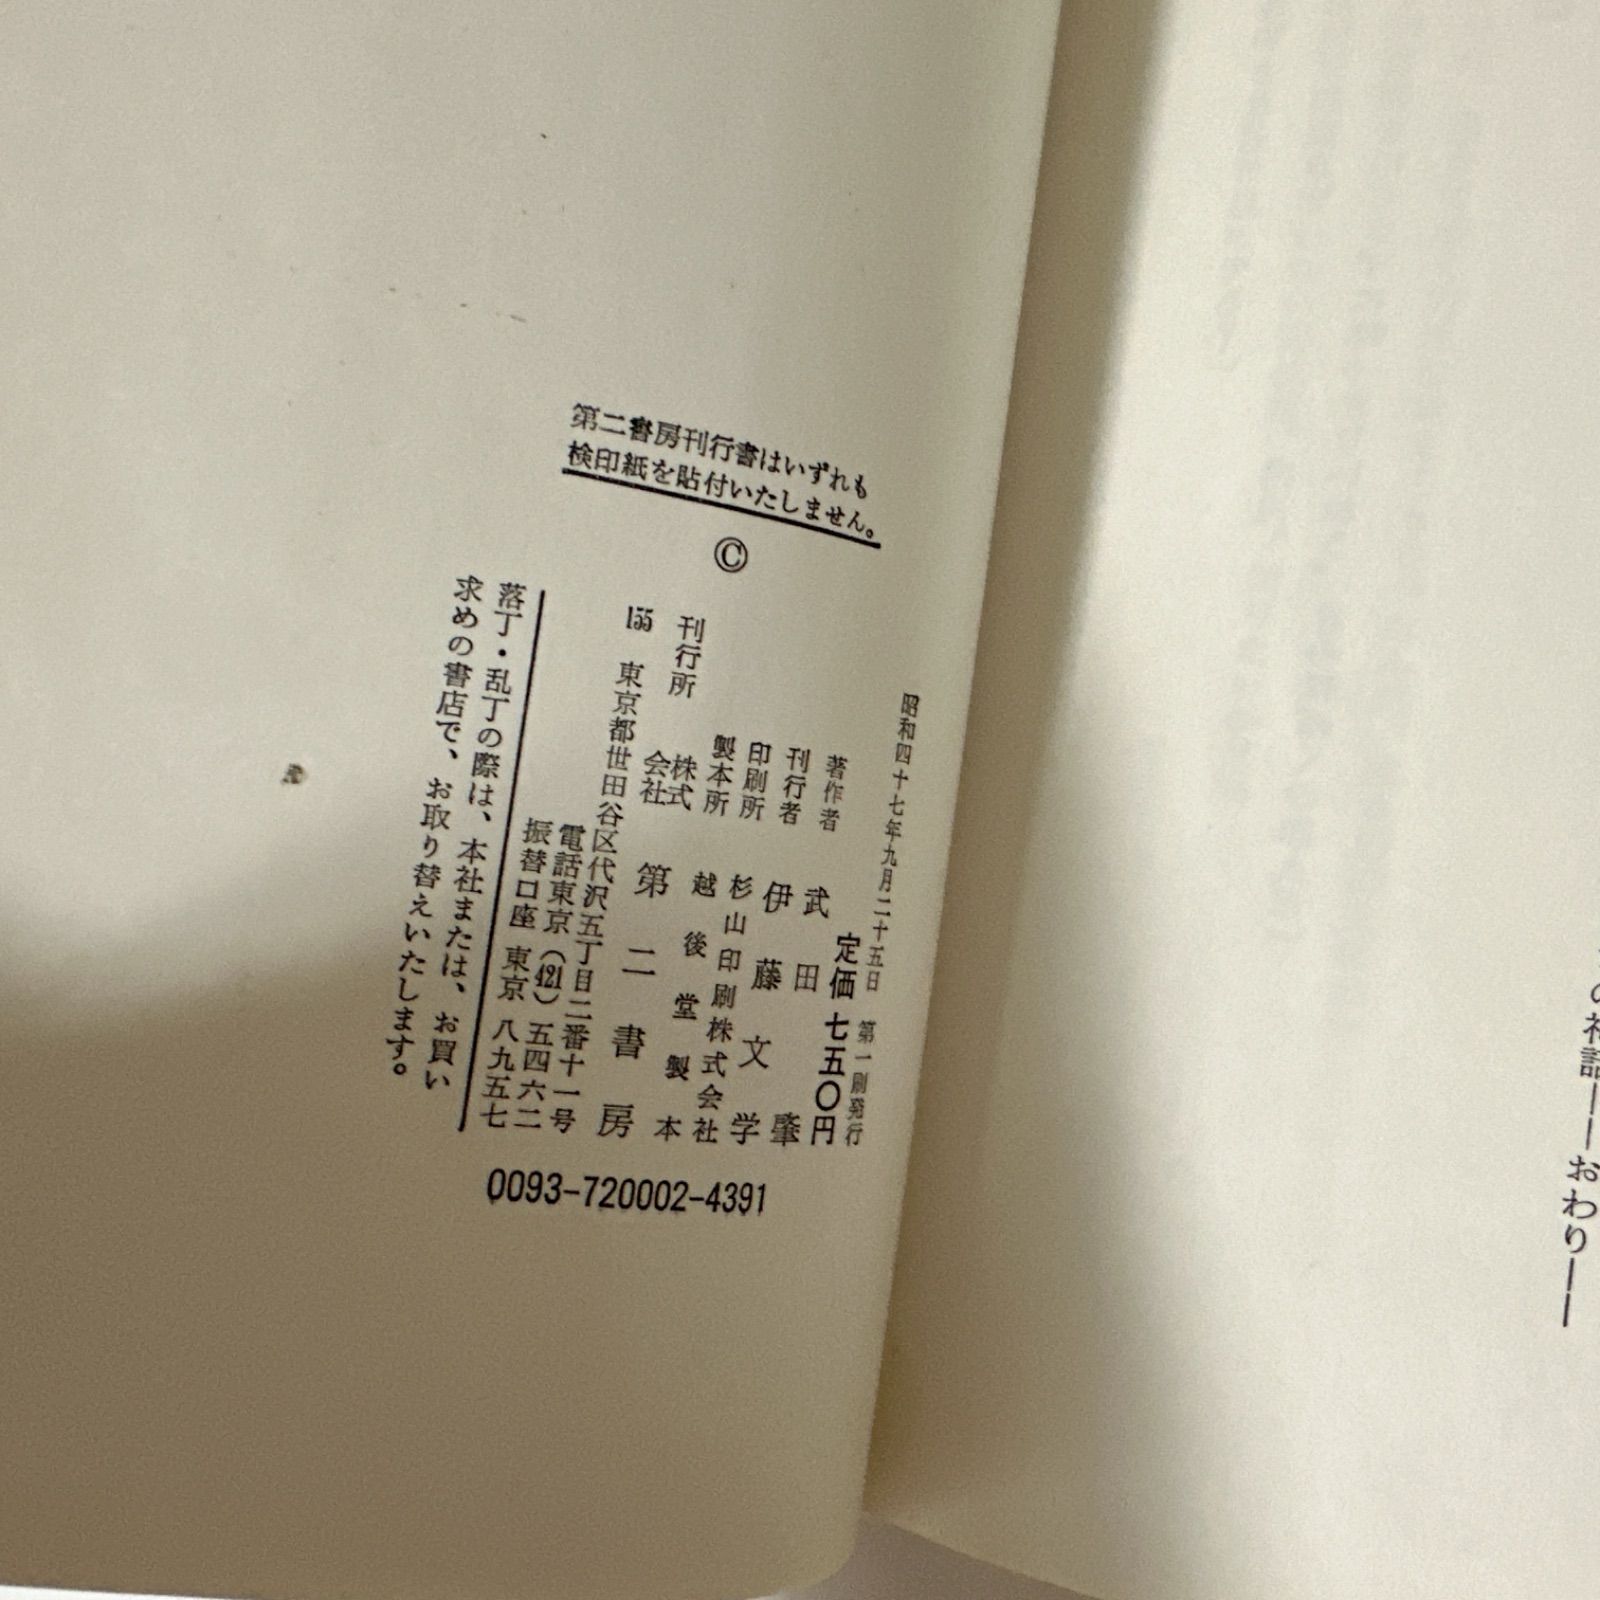 の神話――おわり――
第二書房刊行書はいずれも
検印紙を貼付いたしません。
©
昭和四十七年九月二十五日 第一刷発行
定価 七五〇円
著作者 武田肇
刊行者 伊藤文学
印刷所 杉山印刷株式会社
製本所 越後堂製本
刊行所 株式会社 第二書房
155 東京都世田谷区代沢五丁目二番十一号
電話東京(421)五四六二
振替口座 東京 八九五七
落丁・乱丁の際は、本社または、お買い
求めの書店で、お取り替えいたします。
0093-720002-4391